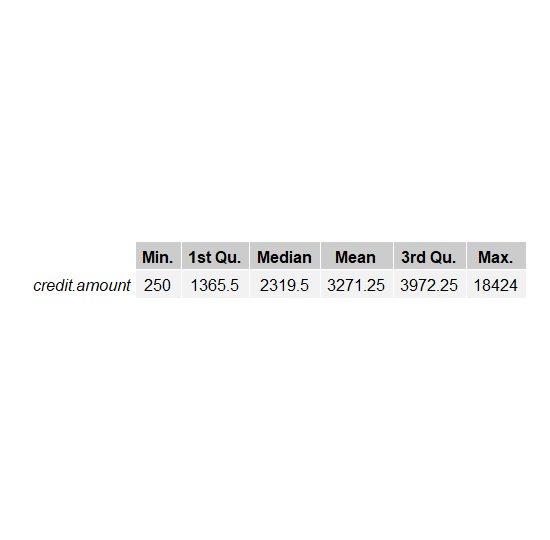 Min. 1st Qu. Median Mean 3rd Qu. Max.
credit.amount 250 1365.5 2319.5 3271.25 3972.25 18424